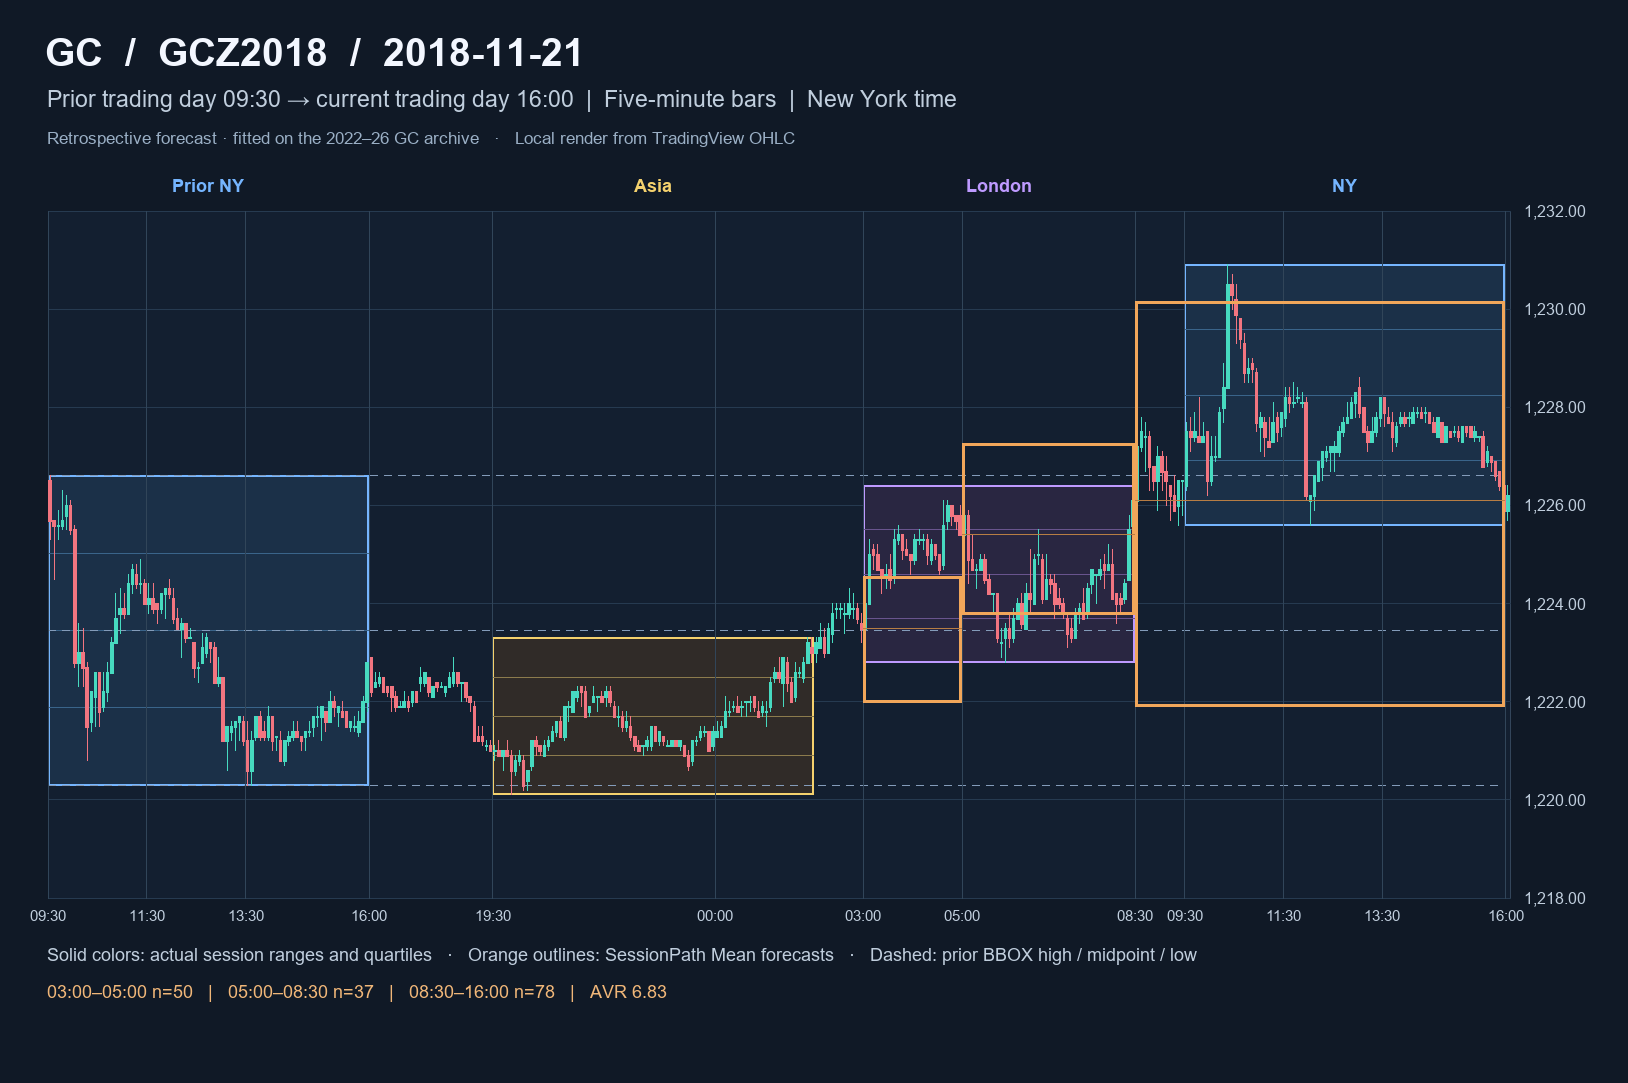 GC / GCZ2018 / 2018-11-21
Prior trading day 09:30 → current trading day 16:00 | Five-minute bars | New York time
Retrospective forecast · fitted on the 2022–26 GC archive · Local render from TradingView OHLC
Prior NY Asia London NY
1,232.00
1,230.00
1,228.00
1,226.00
1,224.00
1,222.00
1,220.00
1,218.00
09:30 11:30 13:30 16:00 19:30 00:00 03:00 05:00 08:30 09:30 11:30 13:30 16:00
Solid colors: actual session ranges and quartiles · Orange outlines: SessionPath Mean forecasts · Dashed: prior BBOX high / midpoint / low
03:00–05:00 n=50 | 05:00–08:30 n=37 | 08:30–16:00 n=78 | AVR 6.83